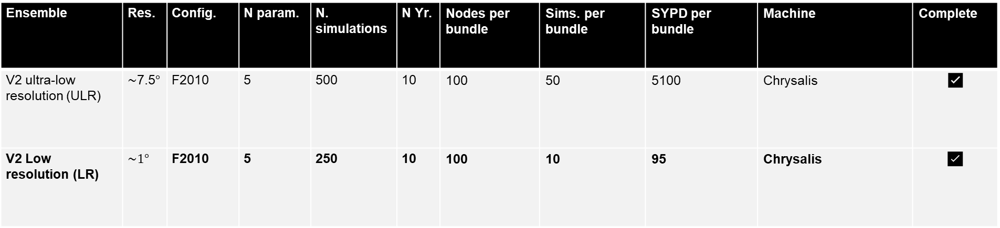 Ensemble Res. Config. N param. N. simulations N Yr. Nodes per bundle Sims. per bundle SYPD per bundle Machine Complete
V2 ultra-low resolution (ULR) ~7.5° F2010 5 500 10 100 50 5100 Chrysalis
V2 Low resolution (LR) ~1° F2010 5 250 10 100 10 95 Chrysalis